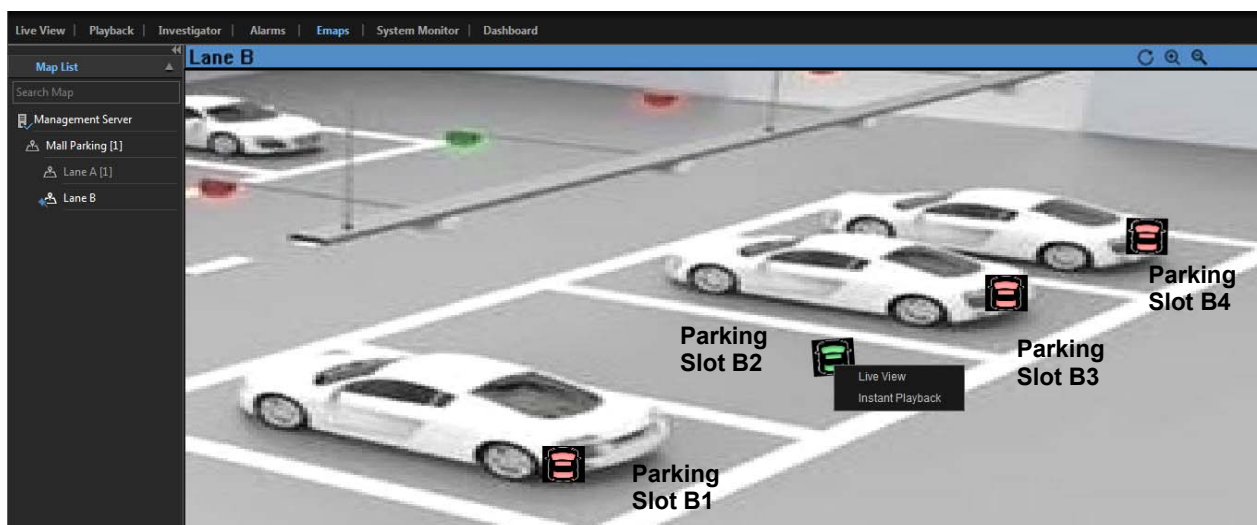 Live View | Playback | Investigator | Alarms | Emaps | System Monitor | Dashboard
Map List
Lane B
Search Map
Management Server
Mall Parking [1]
Lane A [1]
Lane B
Parking
Slot B4
Parking
Slot B2
Parking
Slot B3
Live View
Instant Playback
Parking
Slot B1